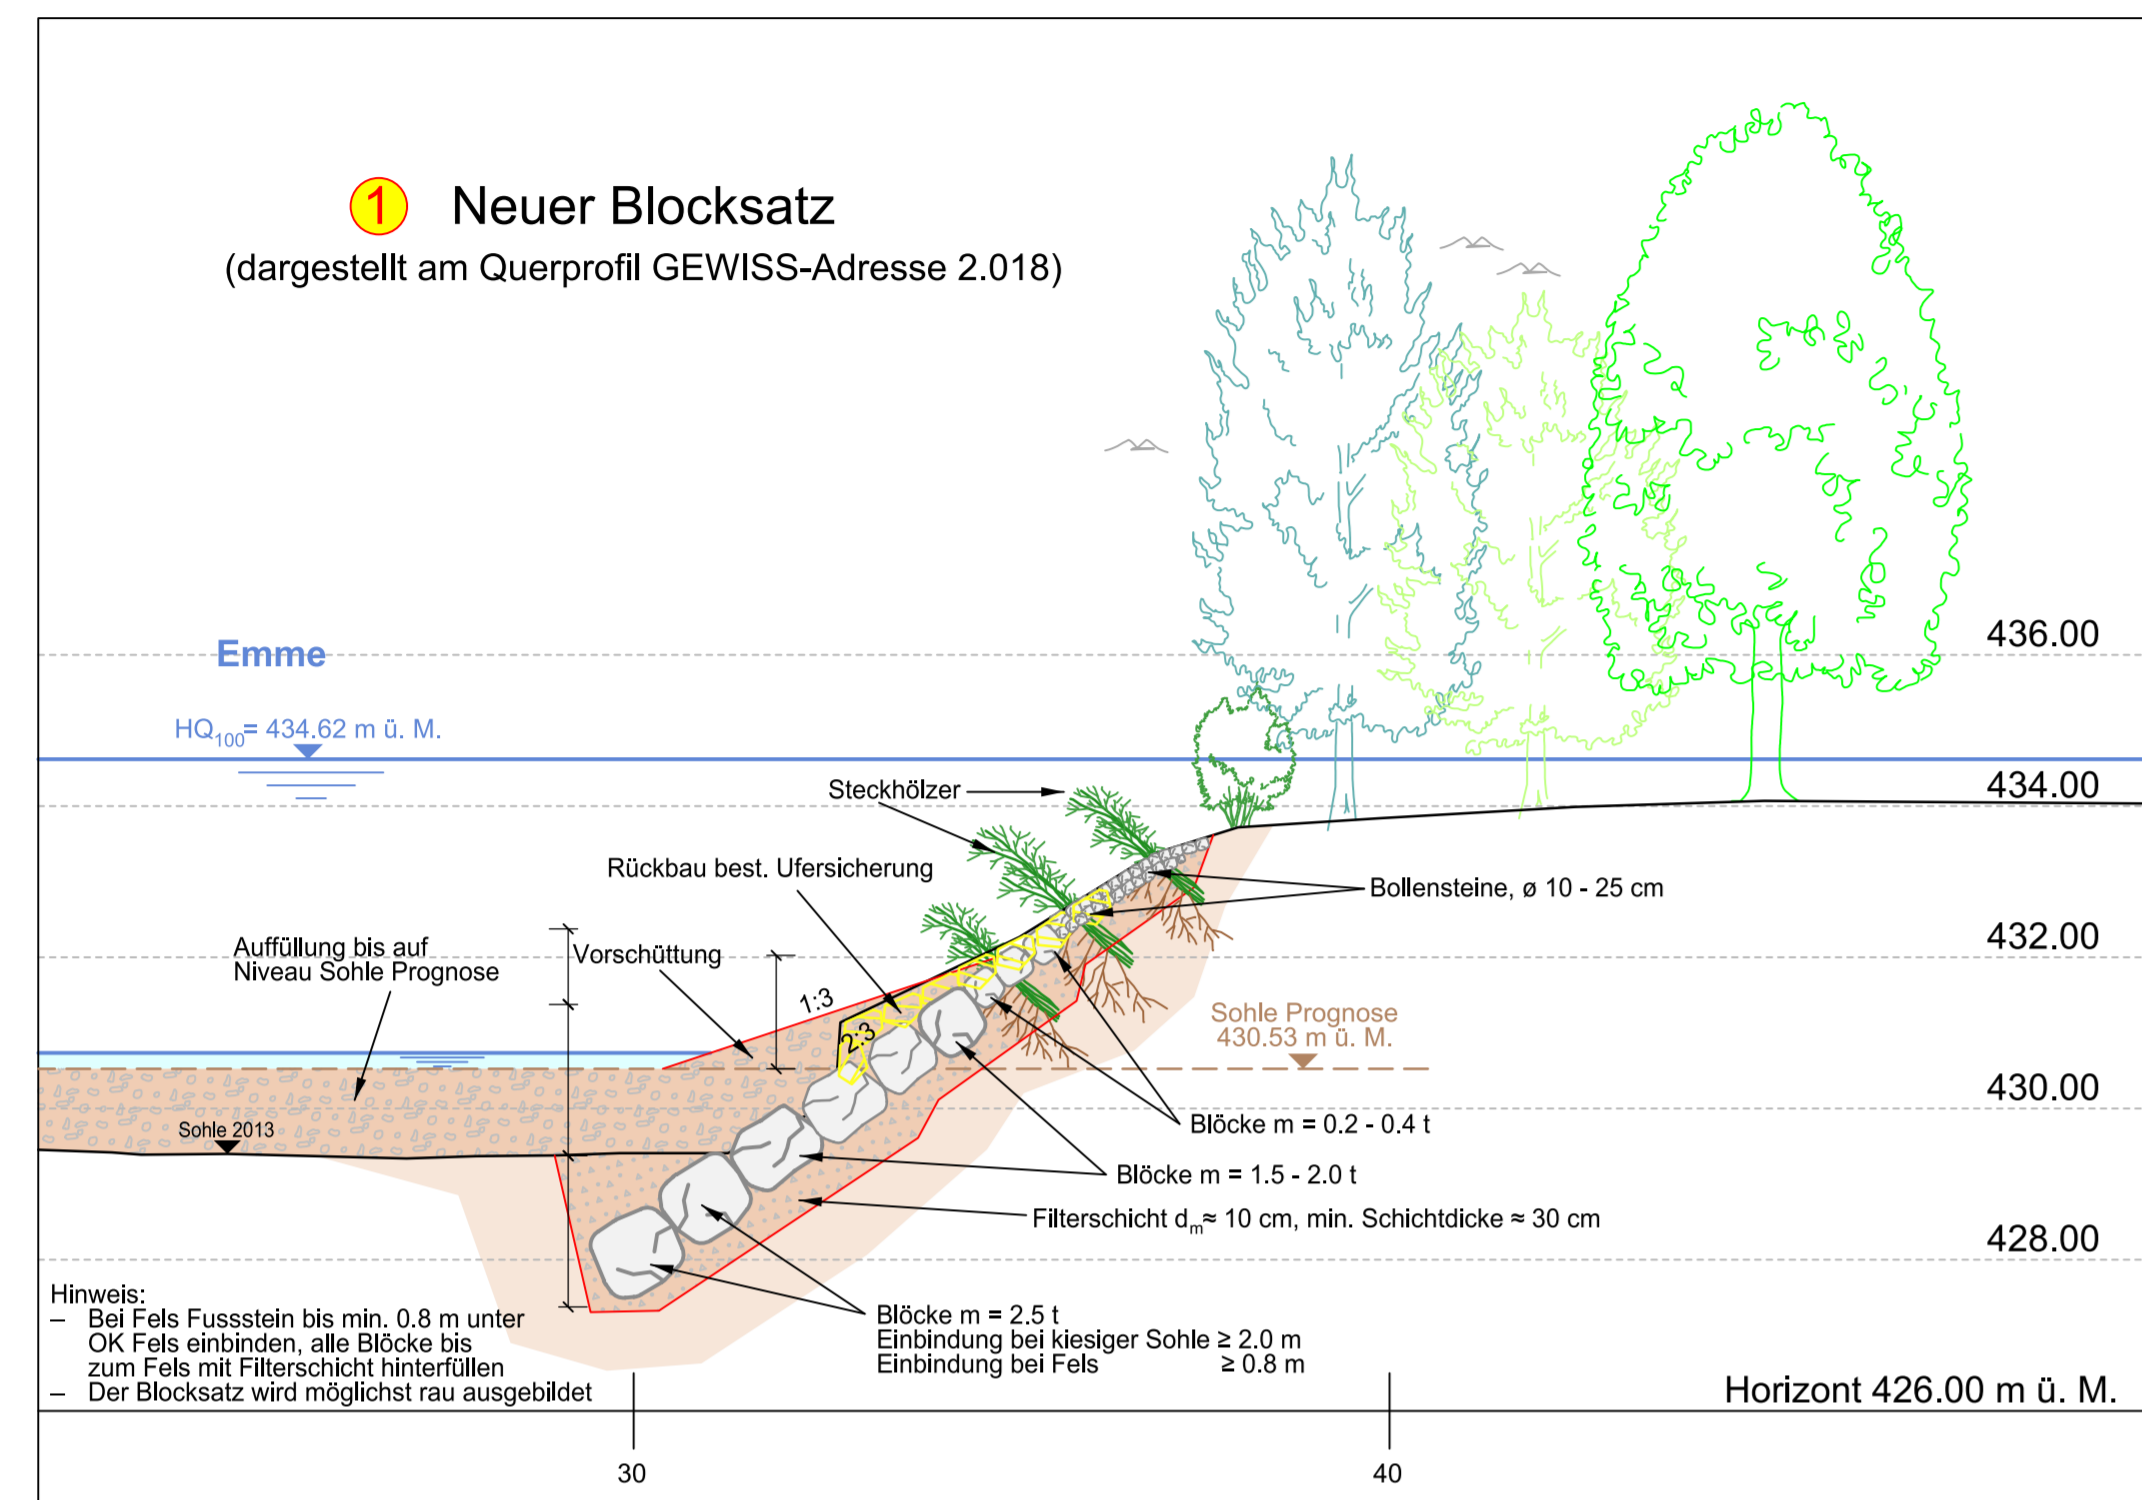 1 Neuer Blocksatz
(dargestellt am Querprofil GEWISS-Adresse 2.018)
Emme
436.00
HQ100= 434.62 m ü. M.
434.00
Steckhölzer
Rückbau best. Ufersicherung
Bollensteine, ø 10 - 25 cm
Auffüllung bis auf
Niveau Sohle Prognose
Vorschüttung
432.00
1:3
2:3
Sohle Prognose
430.53 m ü. M.
430.00
Sohle 2013
Blöcke m = 0.2 - 0.4 t
Blöcke m = 1.5 - 2.0 t
Filterschicht dm≈ 10 cm, min. Schichtdicke ≈ 30 cm
428.00
Hinweis:
– Bei Fels Fussstein bis min. 0.8 m unter
OK Fels einbinden, alle Blöcke bis
zum Fels mit Filterschicht hinterfüllen
– Der Blocksatz wird möglichst rau ausgebildet
Blöcke m = 2.5 t
Einbindung bei kiesiger Sohle ≥ 2.0 m
Einbindung bei Fels ≥ 0.8 m
Horizont 426.00 m ü. M.
30
40